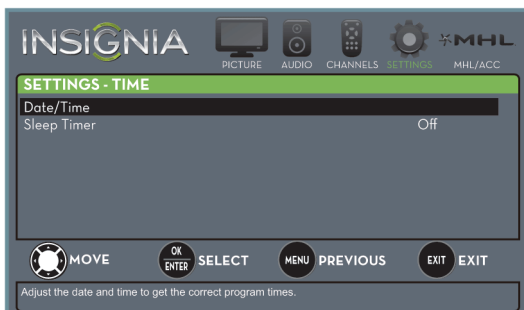 INSIGNIA
PICTURE AUDIO CHANNELS SETTINGS MHL MHL/ACC
SETTINGS - TIME
Date/Time
Sleep Timer Off
MOVE OK ENTER SELECT MENU PREVIOUS EXIT EXIT
Adjust the date and time to get the correct program times.